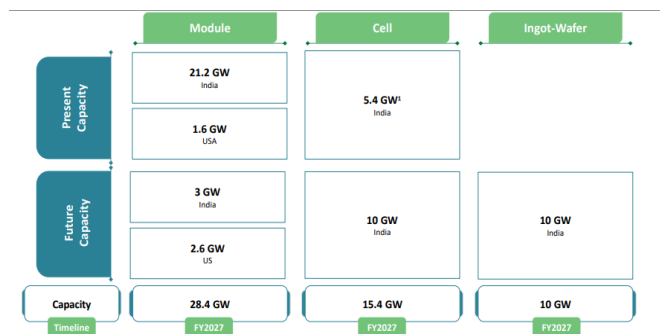 Module
Cell
Ingot-Wafer
Present
Capacity
21.2 GW
India
1.6 GW
USA
5.4 GW¹
India
Future
Capacity
3 GW
India
2.6 GW
US
10 GW
India
10 GW
India
Capacity
28.4 GW
15.4 GW
10 GW
Timeline
FY2027
FY2027
FY2027